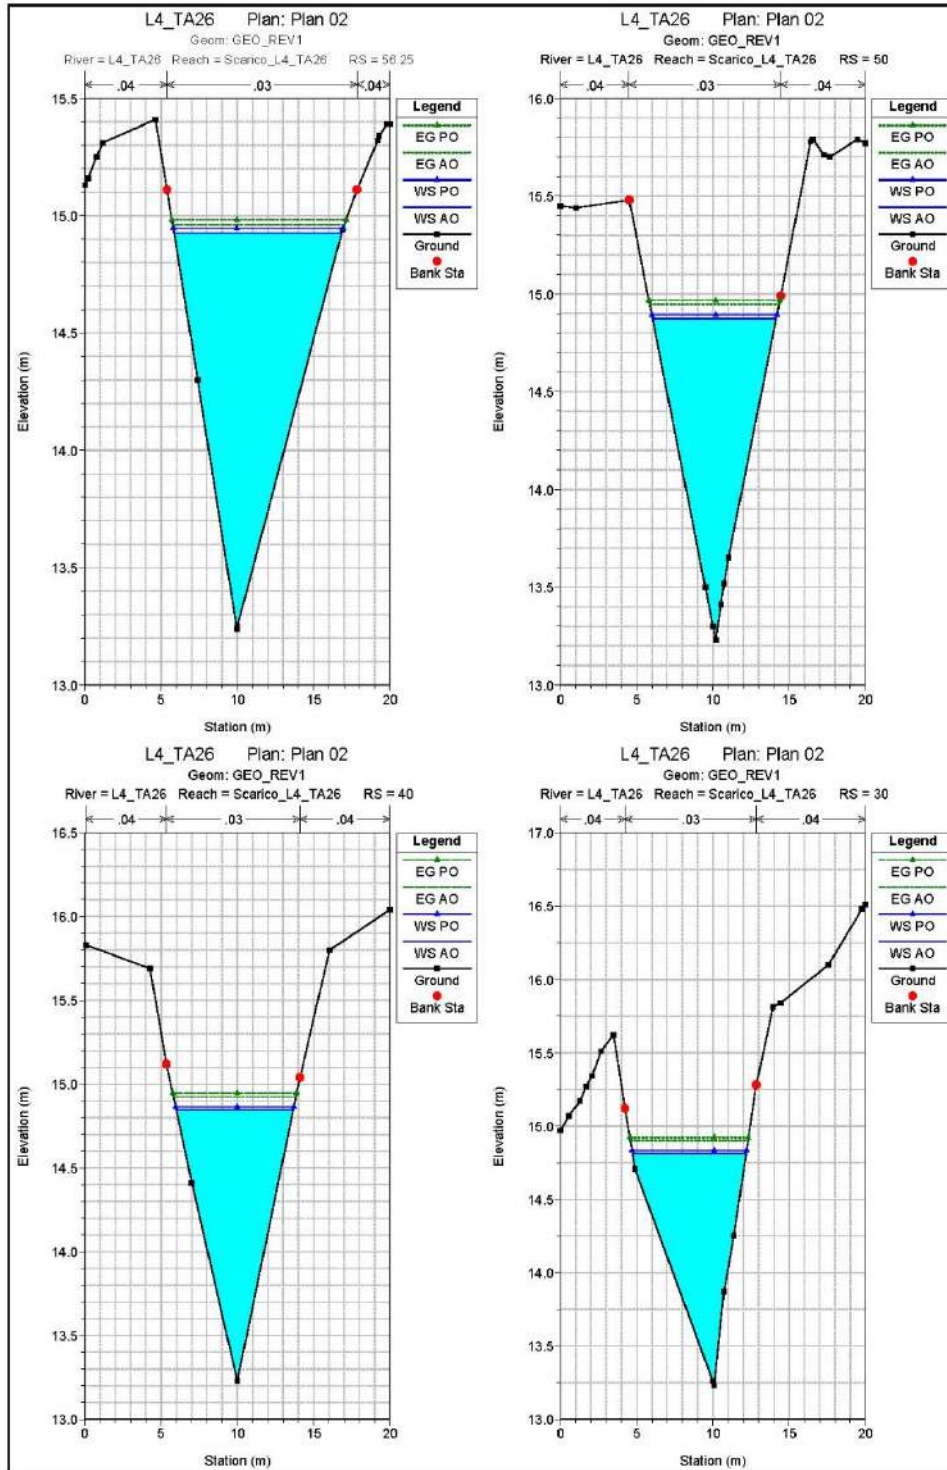 L4_TA26 Plan: Plan 02
Geom: GEO_REV1
River = L4_TA26 Reach = Scarico_L4_TA26 RS = 56.25
.04 .03 .04
Elevation (m)
15.5
15.0
14.5
14.0
13.5
13.0
0 5 10 15 20
Station (m)
Legend
EG PO
EG AO
WS PO
WS AO
Ground
Bank Sta
L4_TA26 Plan: Plan 02
Geom: GEO_REV1
River = L4_TA26 Reach = Scarico_L4_TA26 RS = 50
.04 .03 .04
Elevation (m)
16.0
15.5
15.0
14.5
14.0
13.5
13.0
0 5 10 15 20
Station (m)
Legend
EG PO
EG AO
WS PO
WS AO
Ground
Bank Sta
L4_TA26 Plan: Plan 02
Geom: GEO_REV1
River = L4_TA26 Reach = Scarico_L4_TA26 RS = 40
.04 .03 .04
Elevation (m)
16.5
16.0
15.5
15.0
14.5
14.0
13.5
13.0
0 5 10 15 20
Station (m)
Legend
EG PO
EG AO
WS PO
WS AO
Ground
Bank Sta
L4_TA26 Plan: Plan 02
Geom: GEO_REV1
River = L4_TA26 Reach = Scarico_L4_TA26 RS = 30
.04 .03 .04
Elevation (m)
17.0
16.5
16.0
15.5
15.0
14.5
14.0
13.5
13.0
0 5 10 15 20
Station (m)
Legend
EG PO
EG AO
WS PO
WS AO
Ground
Bank Sta